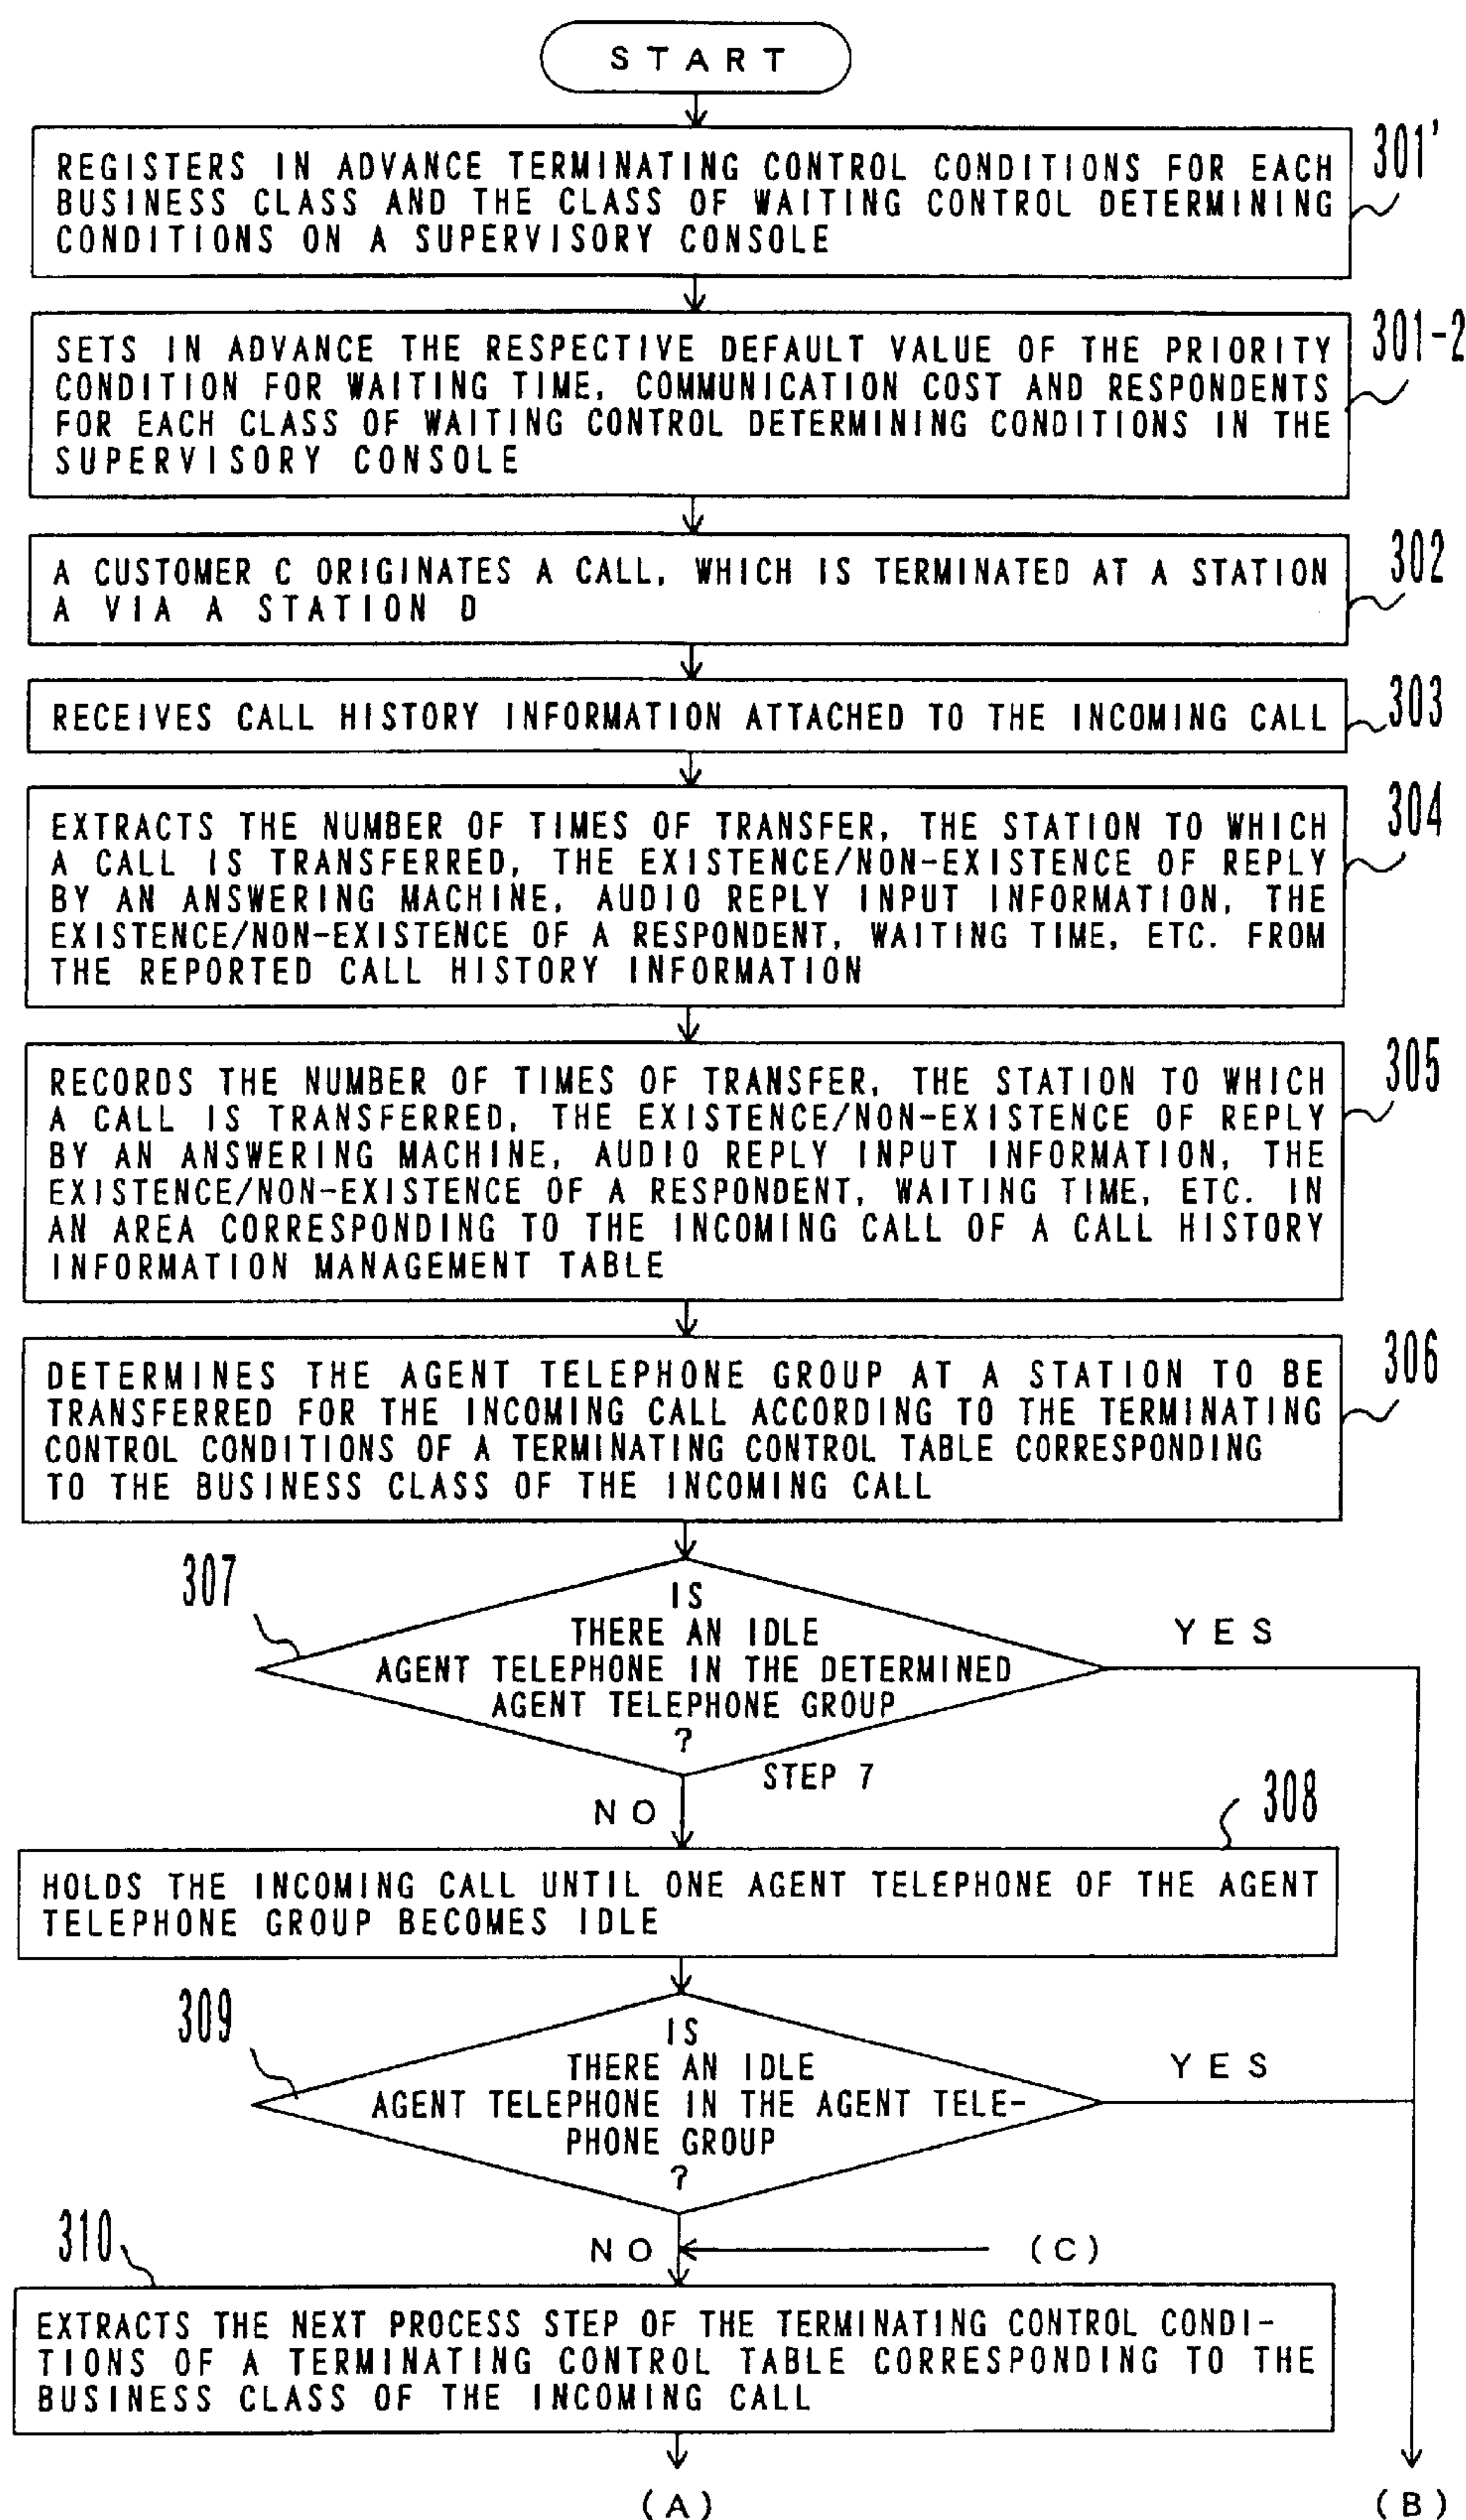 START
301'
REGISTERS IN ADVANCE TERMINATING CONTROL CONDITIONS FOR EACH
BUSINESS CLASS AND THE CLASS OF WAITING CONTROL DETERMINING
CONDITIONS ON A SUPERVISORY CONSOLE
301-2
SETS IN ADVANCE THE RESPECTIVE DEFAULT VALUE OF THE PRIORITY
CONDITION FOR WAITING TIME, COMMUNICATION COST AND RESPONDENTS
FOR EACH CLASS OF WAITING CONTROL DETERMINING CONDITIONS IN THE
SUPERVISORY CONSOLE
302
A CUSTOMER C ORIGINATES A CALL, WHICH IS TERMINATED AT A STATION
A VIA A STATION D
RECEIVES CALL HISTORY INFORMATION ATTACHED TO THE INCOMING CALL
303
304
EXTRACTS THE NUMBER OF TIMES OF TRANSFER, THE STATION TO WHICH
A CALL IS TRANSFERRED, THE EXISTENCE/NON-EXISTENCE OF REPLY
BY AN ANSWERING MACHINE, AUDIO REPLY INPUT INFORMATION, THE
EXISTENCE/NON-EXISTENCE OF A RESPONDENT, WAITING TIME, ETC. FROM
THE REPORTED CALL HISTORY INFORMATION
305
RECORDS THE NUMBER OF TIMES OF TRANSFER, THE STATION TO WHICH
A CALL IS TRANSFERRED, THE EXISTENCE/NON-EXISTENCE OF REPLY
BY AN ANSWERING MACHINE, AUDIO REPLY INPUT INFORMATION, THE
EXISTENCE/NON-EXISTENCE OF A RESPONDENT, WAITING TIME, ETC. IN
AN AREA CORRESPONDING TO THE INCOMING CALL OF A CALL HISTORY
INFORMATION MANAGEMENT TABLE
306
DETERMINES THE AGENT TELEPHONE GROUP AT A STATION TO BE
TRANSFERRED FOR THE INCOMING CALL ACCORDING TO THE TERMINATING
CONTROL CONDITIONS OF A TERMINATING CONTROL TABLE CORRESPONDING
TO THE BUSINESS CLASS OF THE INCOMING CALL
307
IS
THERE AN IDLE
AGENT TELEPHONE IN THE DETERMINED
AGENT TELEPHONE GROUP
?
YES
STEP 7
NO
308
HOLDS THE INCOMING CALL UNTIL ONE AGENT TELEPHONE OF THE AGENT
TELEPHONE GROUP BECOMES IDLE
309
IS
THERE AN IDLE
AGENT TELEPHONE IN THE AGENT TELE-
PHONE GROUP
?
YES
310
NO
(C)
EXTRACTS THE NEXT PROCESS STEP OF THE TERMINATING CONTROL CONDI-
TIONS OF A TERMINATING CONTROL TABLE CORRESPONDING TO THE
BUSINESS CLASS OF THE INCOMING CALL
(A)
(B)